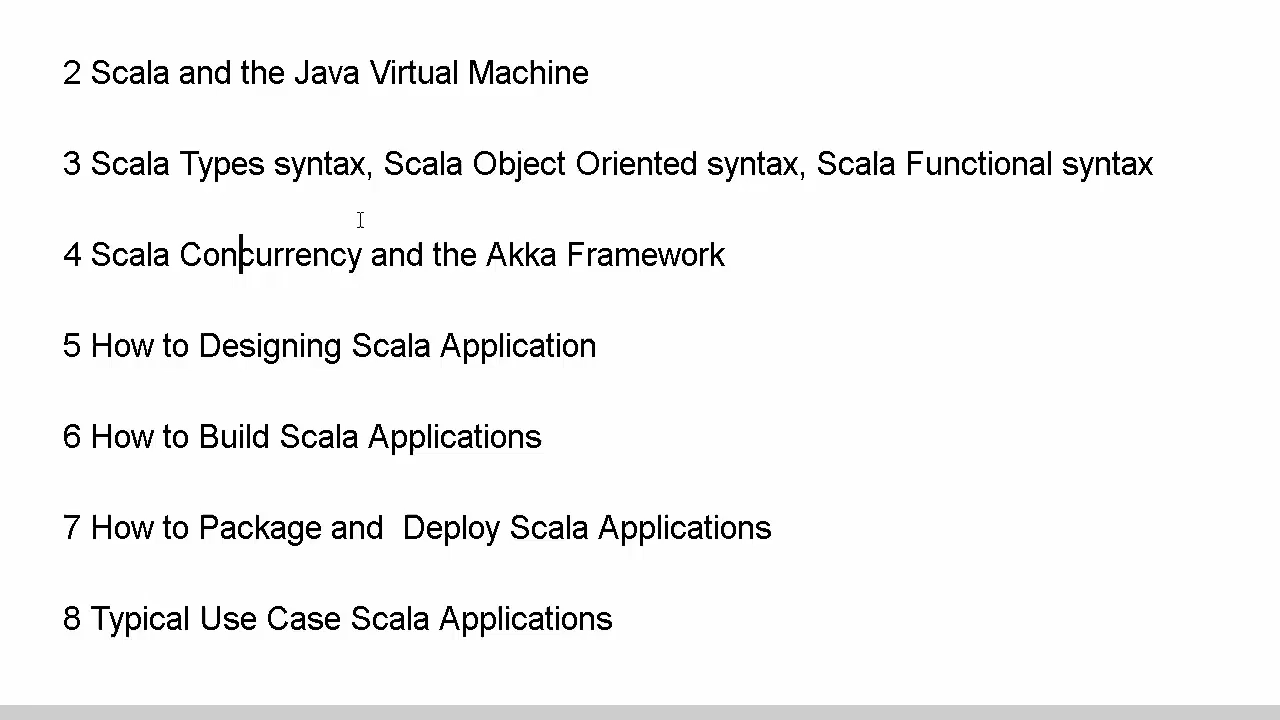 2 Scala and the Java Virtual Machine
3 Scala Types syntax, Scala Object Oriented syntax, Scala Functional syntax
4 Scala Concurrency and the Akka Framework
5 How to Designing Scala Application
6 How to Build Scala Applications
7 How to Package and  Deploy Scala Applications
8 Typical Use Case Scala Applications